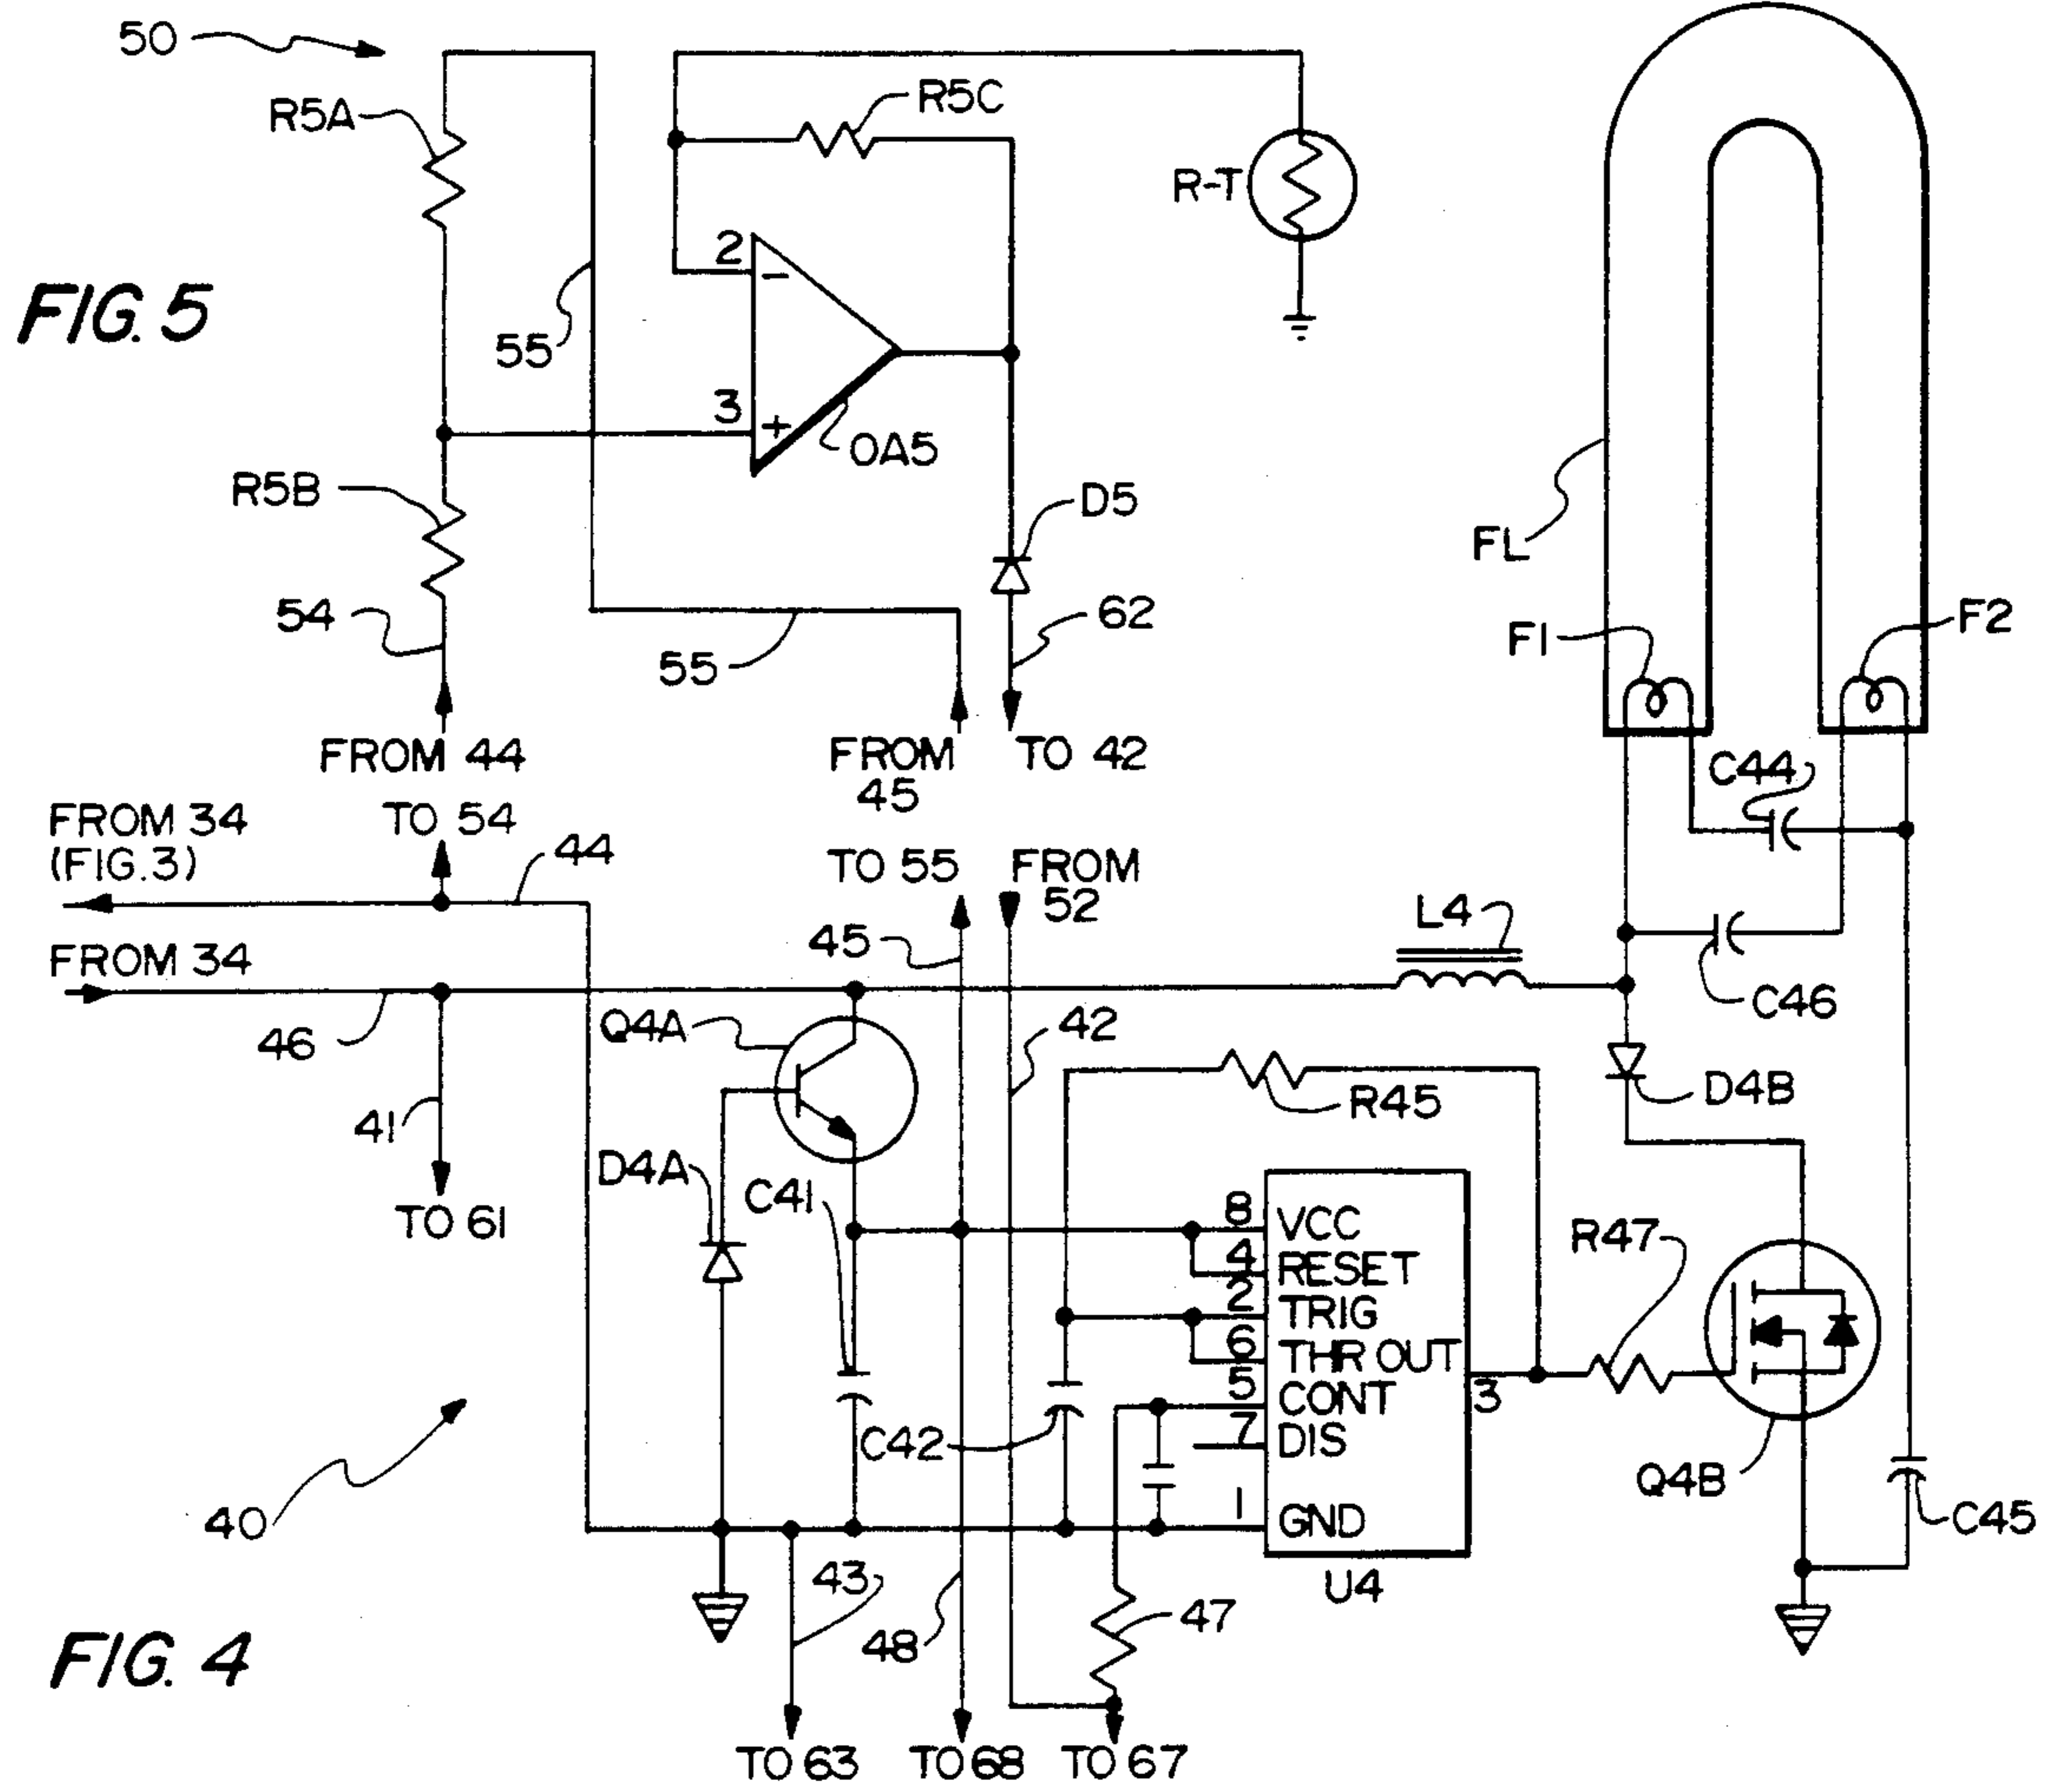 50
R5A
R5C
R-T
2
-
FIG. 5
55
3
+
OA5
R5B
D5
FL
54
62
55
F1
F2
FROM 44
FROM
45
TO 42
C44
FROM 34
(FIG. 3)
TO 54
44
TO 55
FROM
52
L4
FROM 34
45
C46
46
Q4A
42
D4B
41
R45
D4A
C41
TO 61
8 VCC
4 RESET
2 TRIG
6 THR OUT
5 CONT
7 DIS
1 GND
3
R47
C42
Q4B
40
C45
U4
43
47
48
FIG. 4
TO 63
TO 68
TO 67